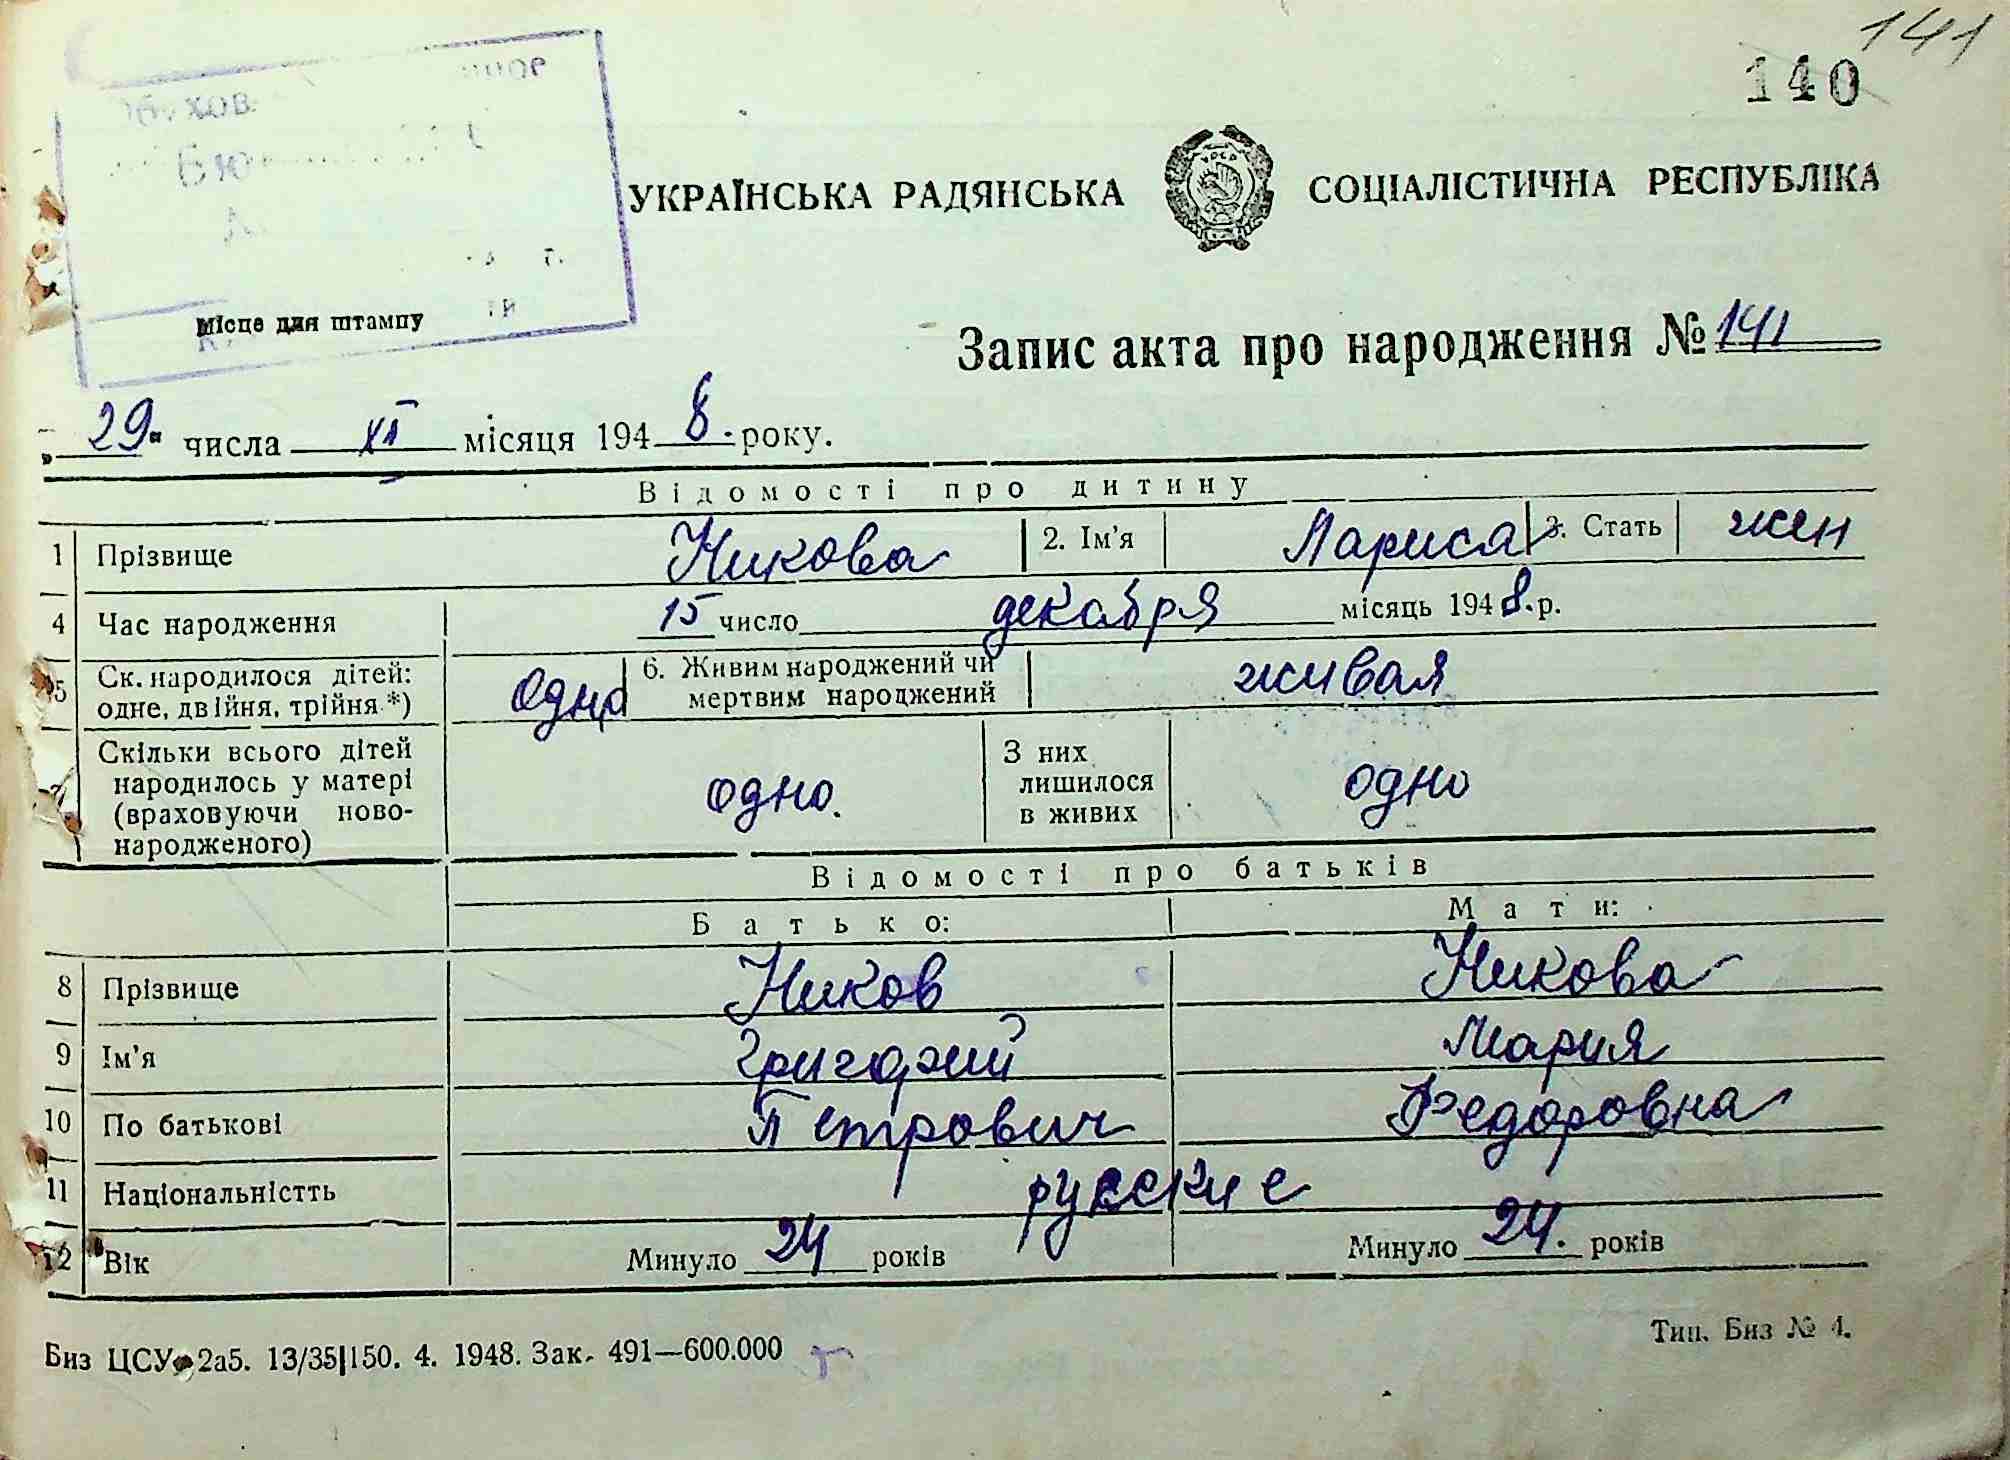 141
140
УКРАЇНСЬКА РАДЯНСЬКА СОЦІАЛІСТИЧНА РЕСПУБЛІКА
Місце для штампу
Запис акта про народження № 141
„29“ числа XI місяця 1948. року.
Відомості про дитину
1 Прізвище Никова 2. Ім'я Лариса 3. Стать жен
4 Час народження 15 число декабря місяць 1948.р.
5 Ск. народилося дітей: одно 6. Живим народжений чи живая
одне, двійня, трійня *) мертвим народжений
7 Скільки всього дітей З них
народилось у матері одно. лишилося одно
(враховуючи ново- в живих
народженого)
Відомості про батьків
Батько: Мати:
8 Прізвище Ников Никова
9 Ім'я Григорий Мария
10 По батькові Петрович Федоровна
11 Національністть русские
12 Вік Минуло 24 років Минуло 24. років
Биз ЦСУ 2а5. 13/35|150. 4. 1948. Зак. 491—600.000 Тип. Биз № 4.